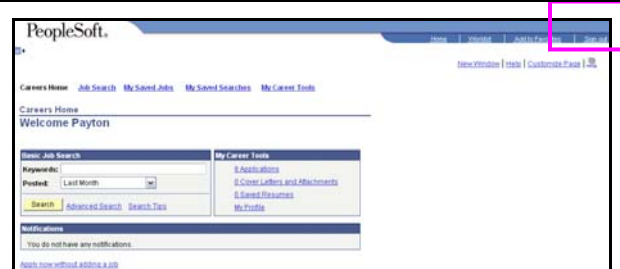 PeopleSoft.
Home | Worklist | Add to Favorites | Sign out
New Window | Help | Customize Page |
Careers Home Job Search My Saved Jobs My Saved Searches My Career Tools
Careers Home
Welcome Payton
Basic Job Search
Keywords:
Posted: Last Month
Search Advanced Search Search Tips
My Career Tools
0 Applications
0 Cover Letters and Attachments
0 Saved Resumes
My Profile
Notifications
You do not have any notifications.
Apply now without adding a job